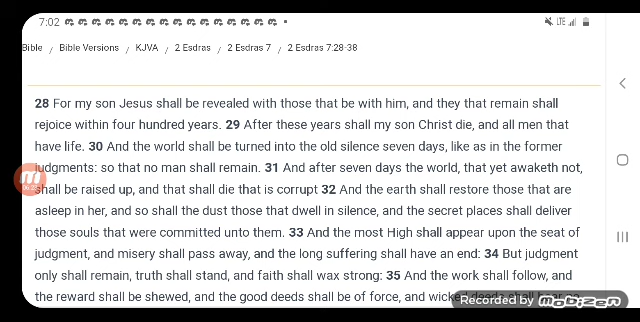 7:02 LTE
Bible / Bible Versions / KJVA / 2 Esdras / 2 Esdras 7 / 2 Esdras 7:28-38
28 For my son Jesus shall be revealed with those that be with him, and they that remain shall
rejoice within four hundred years. 29 After these years shall my son Christ die, and all men that
have life. 30 And the world shall be turned into the old silence seven days, like as in the former
judgments: so that no man shall remain. 31 And after seven days the world, that yet awaketh not,
shall be raised up, and that shall die that is corrupt 32 And the earth shall restore those that are
asleep in her, and so shall the dust those that dwell in silence, and the secret places shall deliver
those souls that were committed unto them. 33 And the most High shall appear upon the seat of
judgment, and misery shall pass away, and the long suffering shall have an end: 34 But judgment
only shall remain, truth shall stand, and faith shall wax strong: 35 And the work shall follow, and
the reward shall be shewed, and the good deeds shall be of force, and wicked deeds shall
Recorded by mobizen